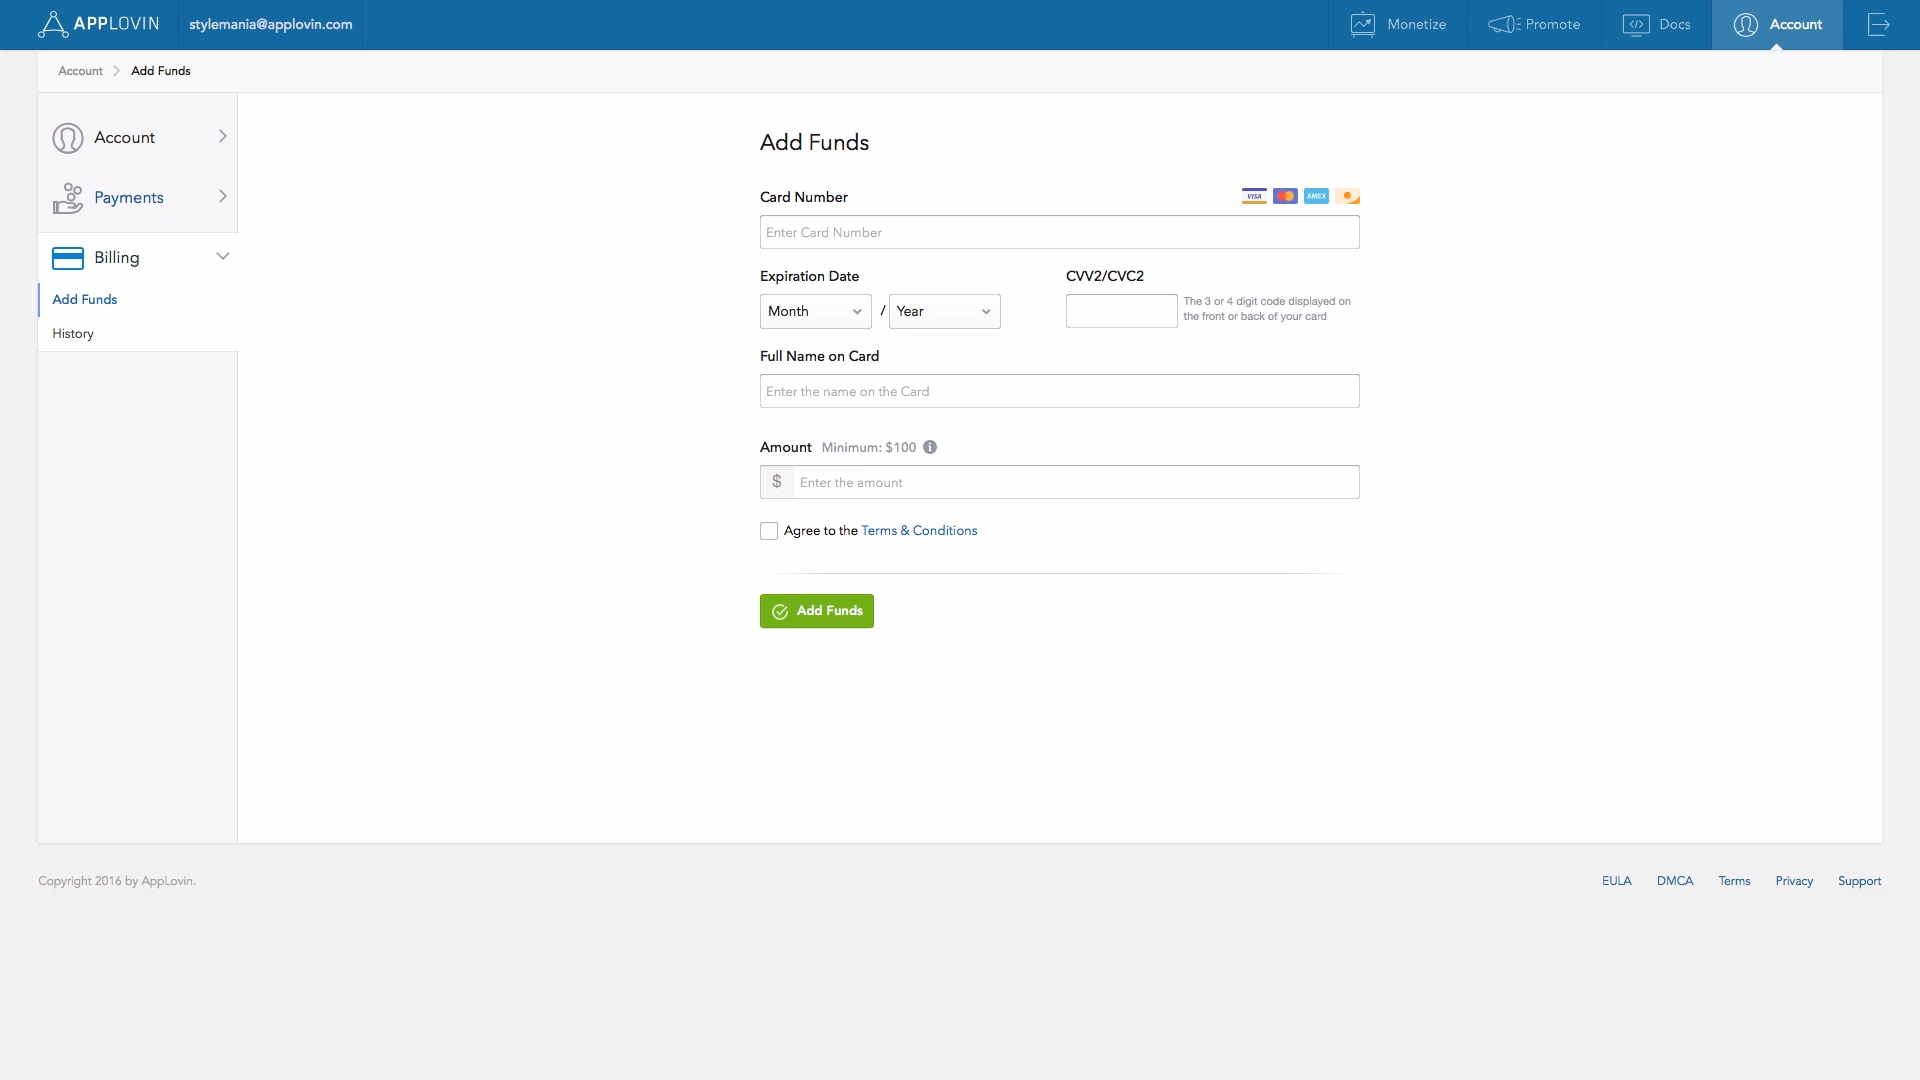 APPLOVIN
stylemania@applovin.com
Monetize
Promote
Docs
Account
Account
Add Funds
Account
Payments
Billing
Add Funds
History
Add Funds
Card Number
VISA
AMEX
Enter Card Number
Expiration Date
CVV2/CVC2
Month / Year
The 3 or 4 digit code displayed on
the front or back of your card
Full Name on Card
Enter the name on the Card
Amount Minimum: $100
$ Enter the amount
Agree to the Terms & Conditions
Add Funds
Copyright 2016 by AppLovin.
EULA
DMCA
Terms
Privacy
Support